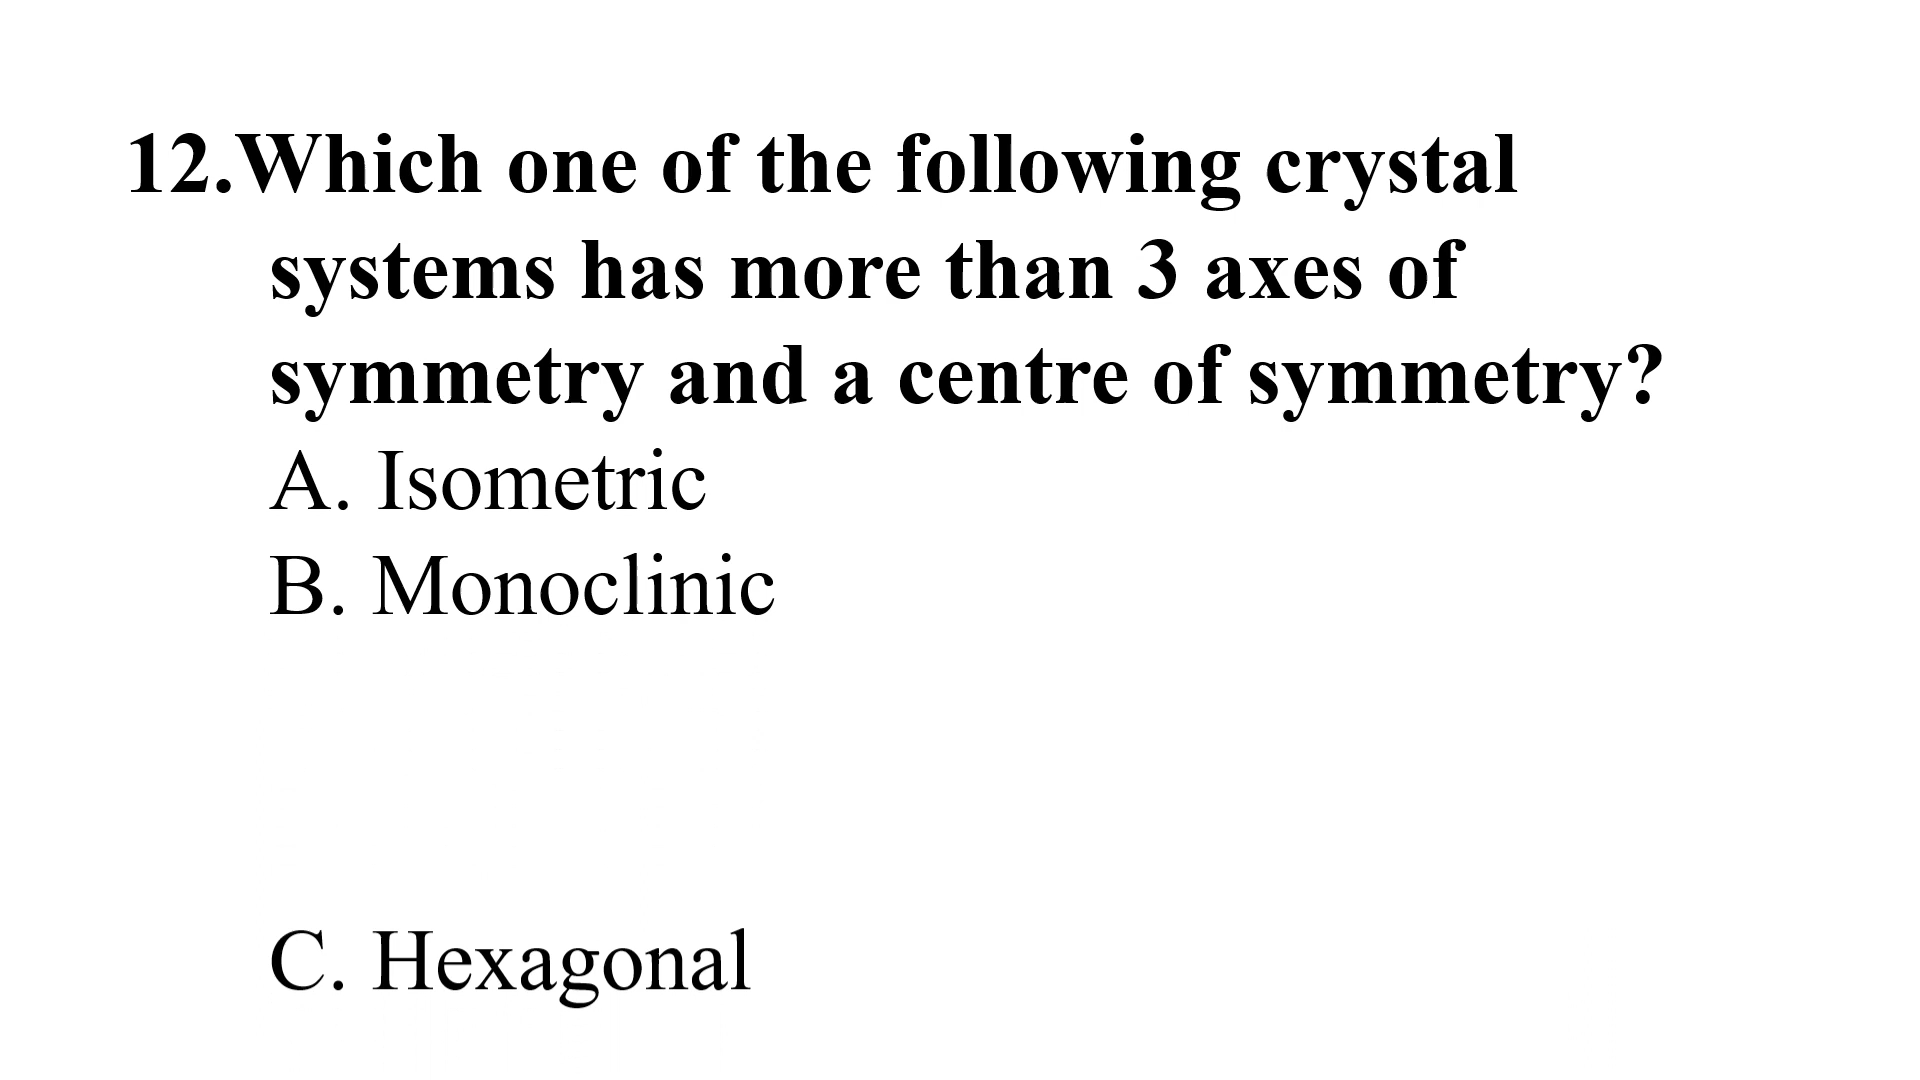 12.Which one of the following crystal
systems has more than 3 axes of
symmetry and a centre of symmetry?
A. Isometric
B. Monoclinic
C. Hexagonal